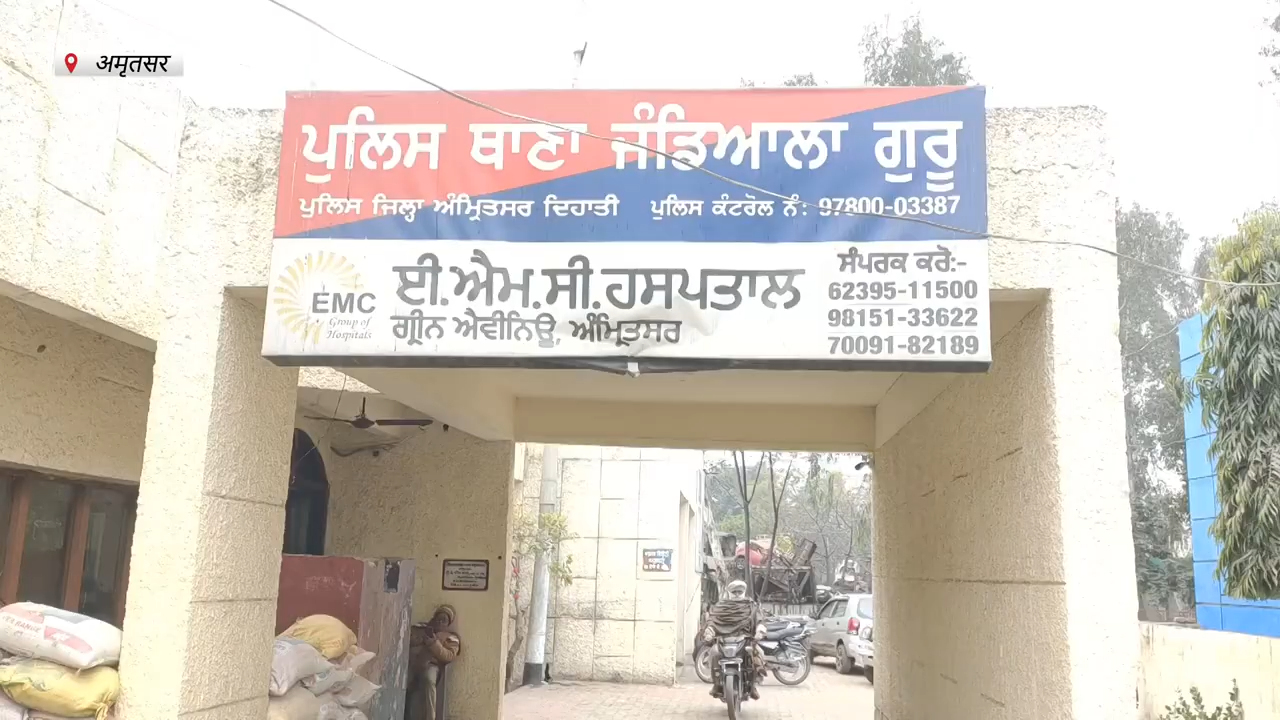 अमृतसर
ਪੁਲਿਸ ਥਾਣਾ ਜੰਡਿਆਲਾ ਗੁਰੂ
ਪੁਲਿਸ ਜਿਲ੍ਹਾ ਅੰਮ੍ਰਿਤਸਰ ਦਿਹਾਤੀ ਪੁਲਿਸ ਕੰਟਰੋਲ ਨੰ: 97800-03387
EMC
Group of
Hospitals
ਈ.ਐਮ.ਸੀ.ਹਸਪਤਾਲ
ਗ੍ਰੀਨ ਐਵੀਨਿਊ, ਅੰਮ੍ਰਿਤਸਰ
ਸੰਪਰਕ ਕਰੋ:-
62395-11500
98151-33622
70091-82189